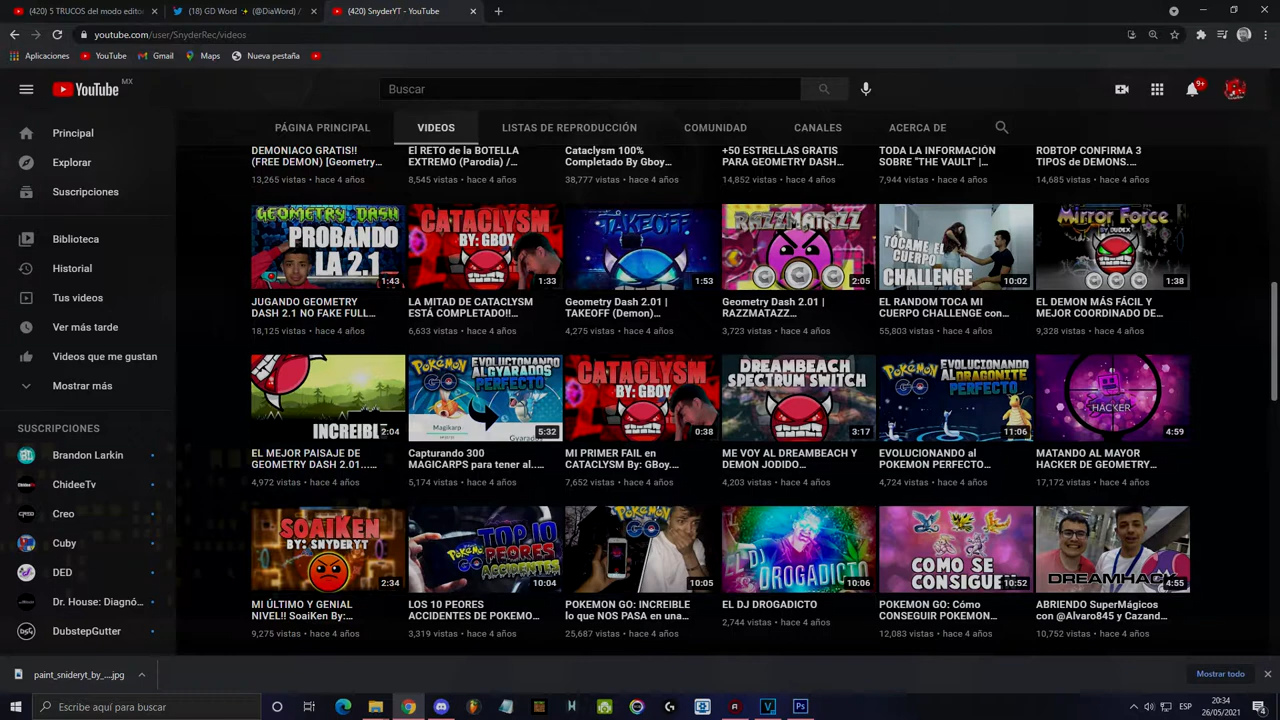 (420) 5 TRUCOS del modo editor
(18) GD Word ✨ (@DiaWord) /
(420) SnyderYT - YouTube
youtube.com/user/SnyderRec/videos
Aplicaciones
YouTube
Gmail
Maps
Nueva pestaña
YouTube
MX
Buscar
9+
PÁGINA PRINCIPAL
VIDEOS
LISTAS DE REPRODUCCIÓN
COMUNIDAD
CANALES
ACERCA DE
Principal
Explorar
Suscripciones
Biblioteca
Historial
Tus videos
Ver más tarde
Videos que me gustan
Mostrar más
SUSCRIPCIONES
Brandon Larkin
ChideeTv
Creo
Cuby
DED
Dr. House: Diagnó...
DubstepGutter
DEMONIACO GRATIS!!
(FREE DEMON) [Geometry...
13,265 vistas • hace 4 años
El RETO de la BOTELLA
EXTREMO (Parodia) /...
8,545 vistas • hace 4 años
Cataclysm 100%
Completado By Gboy...
38,777 vistas • hace 4 años
+50 ESTRELLAS GRATIS
PARA GEOMETRY DASH...
14,852 vistas • hace 4 años
TODA LA INFORMACIÓN
SOBRE "THE VAULT" |...
7,944 vistas • hace 4 años
ROBTOP CONFIRMA 3
TIPOS de DEMONS....
14,685 vistas • hace 4 años
GEOMETRY DASH
PROBANDO
LA 2.1
1:43
JUGANDO GEOMETRY
DASH 2.1 NO FAKE FULL...
18,125 vistas • hace 4 años
CATACLYSM
BY: GBOY
1:33
LA MITAD DE CATACLYSM
ESTÁ COMPLETADO!!...
6,633 vistas • hace 4 años
TAKEOFF
1:53
Geometry Dash 2.01 |
TAKEOFF (Demon)...
4,275 vistas • hace 4 años
RAZZMATAZZ
2:05
Geometry Dash 2.01 |
RAZZMATAZZ...
3,723 vistas • hace 4 años
TÓCAME EL
CUERPO
CHALLENGE
10:02
EL RANDOM TOCA MI
CUERPO CHALLENGE con...
55,803 vistas • hace 4 años
Mirror Force
BY DUDEX
1:38
EL DEMON MÁS FÁCIL Y
MEJOR COORDINADO DE...
9,328 vistas • hace 4 años
INCREIBLE
2:04
EL MEJOR PAISAJE DE
GEOMETRY DASH 2.01....
4,972 vistas • hace 4 años
POKÉMON GO
EVOLUCIONANDO
AL GYARADOS
PERFECTO
Magikarp
Gyarados
5:32
Capturando 300
MAGICARPS para tener al...
5,174 vistas • hace 4 años
CATACLYSM
BY: GBOY
0:38
MI PRIMER FAIL en
CATACLYSM By: GBoy...
7,652 vistas • hace 4 años
DREAMBEACH
SPECTRUM SWITCH
3:17
ME VOY AL DREAMBEACH Y
DEMON JODIDO...
4,203 vistas • hace 4 años
POKÉMON GO
EVOLUCIONANDO
AL DRAGONITE
PERFECTO
11:06
EVOLUCIONANDO al
POKEMON PERFECTO...
4,724 vistas • hace 4 años
HACKER
4:59
MATANDO AL MAYOR
HACKER DE GEOMETRY...
17,172 vistas • hace 4 años
SOAIKEN
BY: SNYDERYT
2:34
MI ÚLTIMO Y GENIAL
NIVEL!! SoaiKen By:...
9,275 vistas • hace 4 años
TOP 10
POKÉMON GO PEORES
ACCIDENTES
10:04
LOS 10 PEORES
ACCIDENTES DE POKEMO...
3,319 vistas • hace 4 años
POKÉMON
GO
10:05
POKEMON GO: INCREIBLE
lo que NOS PASA en una...
25,687 vistas • hace 4 años
EL DJ
DROGADICTO
10:06
EL DJ DROGADICTO
2,744 vistas • hace 4 años
COMO SE
CONSIGUEN
10:52
POKEMON GO: Cómo
CONSEGUIR POKEMON...
12,083 vistas • hace 4 años
DREAMHACK
4:55
ABRIENDO SuperMágicos
con @Alvaro845 y Cazand...
10,752 vistas • hace 4 años
paint_snideryt_by_....jpg
Mostrar todo
Escribe aquí para buscar
ESP
20:34
26/05/2021
4